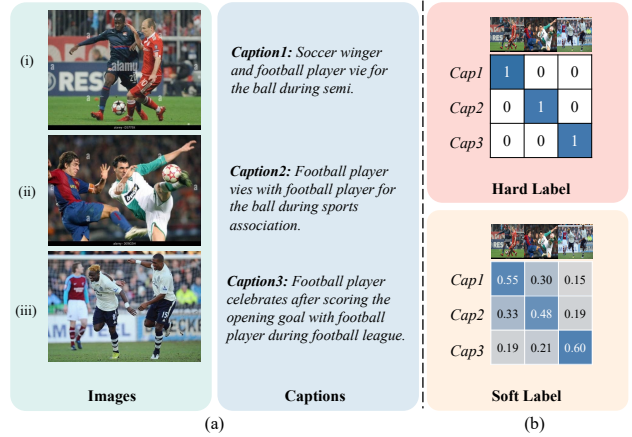 (i)
alamy
Caption1: Soccer winger
and football player vie for
the ball during semi.
(ii)
Caption2: Football player
vies with football player for
the ball during sports
association.
(iii)
Caption3: Football player
celebrates after scoring the
opening goal with football
player during football league.
Images
Captions
(a)
Cap1 1 0 0
Cap2 0 1 0
Cap3 0 0 1
Hard Label
Cap1 0.55 0.30 0.15
Cap2 0.33 0.48 0.19
Cap3 0.19 0.21 0.60
Soft Label
(b)